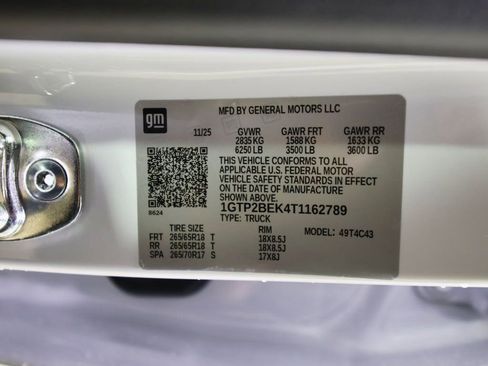 gm
MFD BY GENERAL MOTORS LLC
11/25 GVWR GAWR FRT GAWR RR
2835 KG 1588 KG 1633 KG
6250 LB 3500 LB 3600 LB
THIS VEHICLE CONFORMS TO ALL
APPLICABLE U.S. FEDERAL MOTOR
VEHICLE SAFETY STANDARDS IN EFFECT
ON THE DATE OF MANUFACTURE
SHOWN ABOVE.
1GTP2BEK4T1162789
8624 TYPE: TRUCK
TIRE SIZE RIM MODEL: 49T4C43
FRT 265/65R18 T 18X8.5J
RR 265/65R18 T 18X8.5J
SPA 265/70R17 S 17X8J